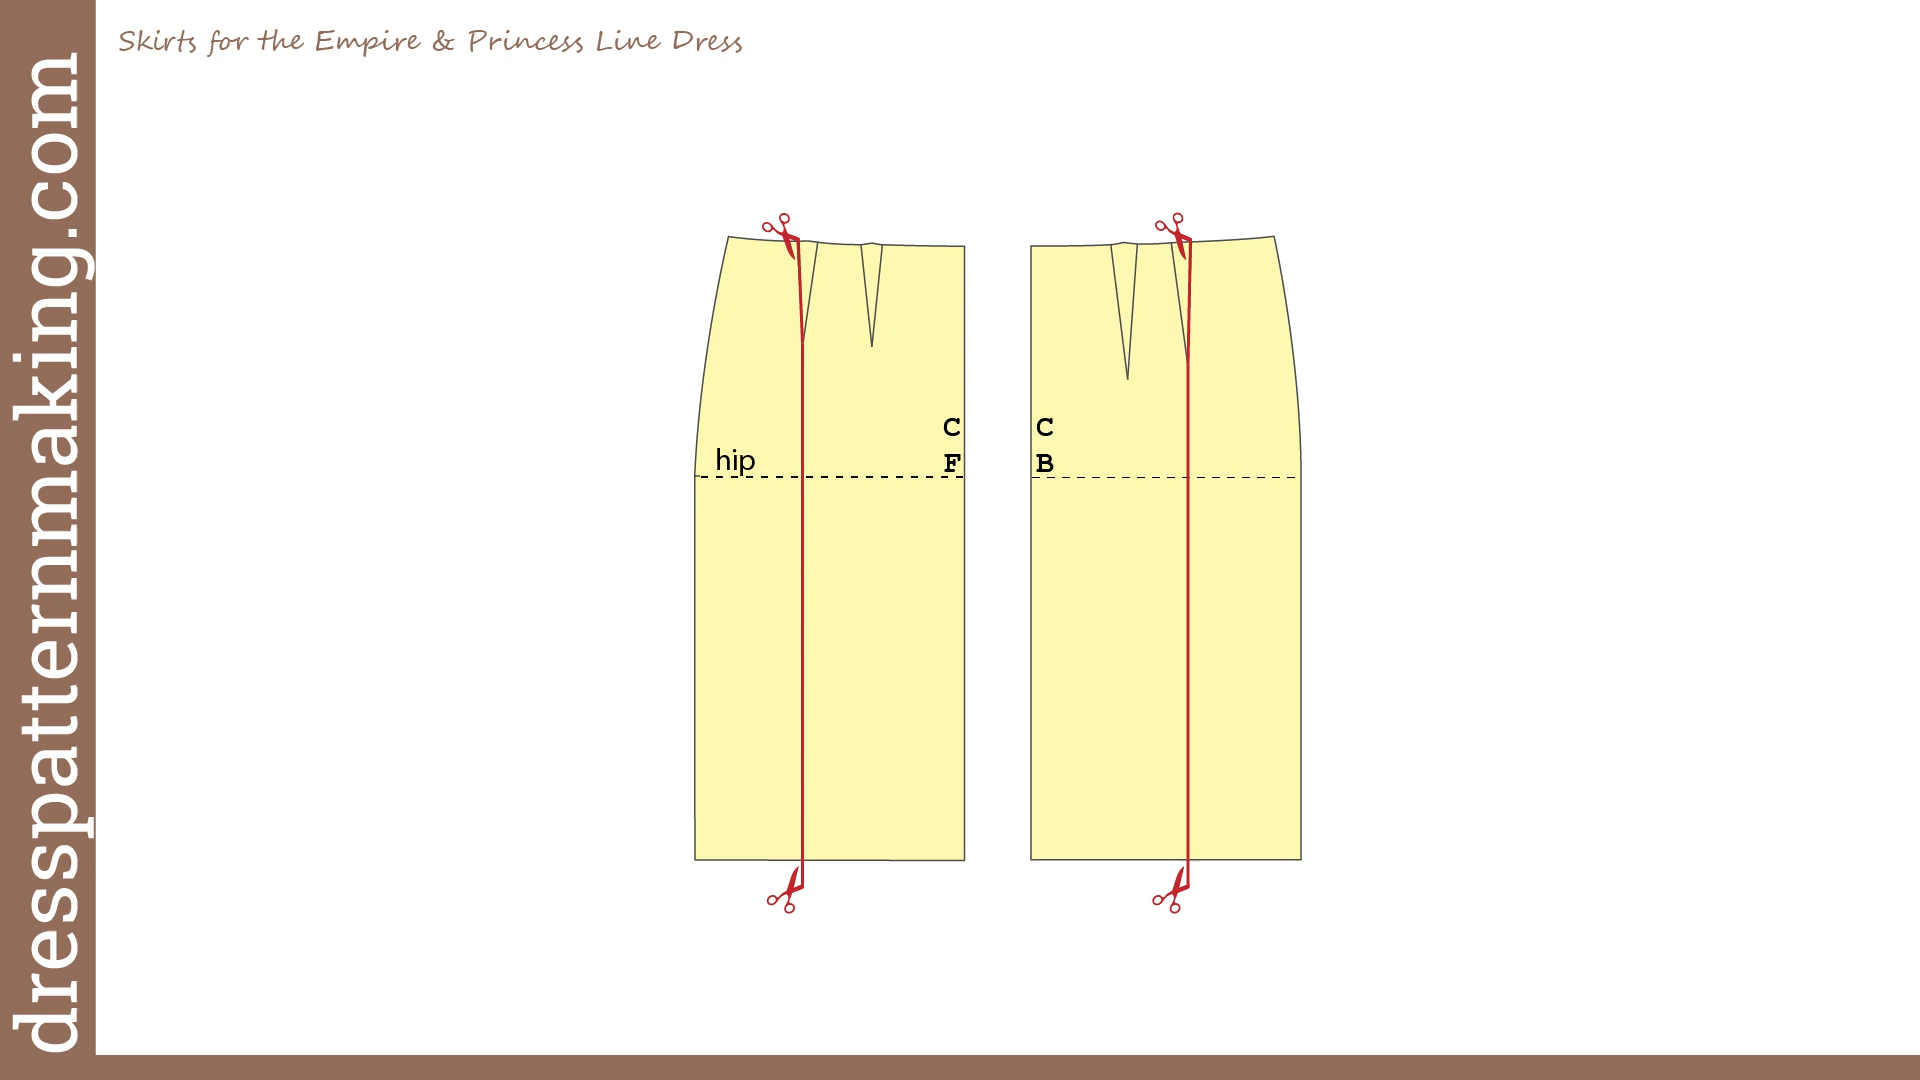 Skirts for the Empire & Princess Line Dress
dresspatternmaking.com
hip
C
F
C
B